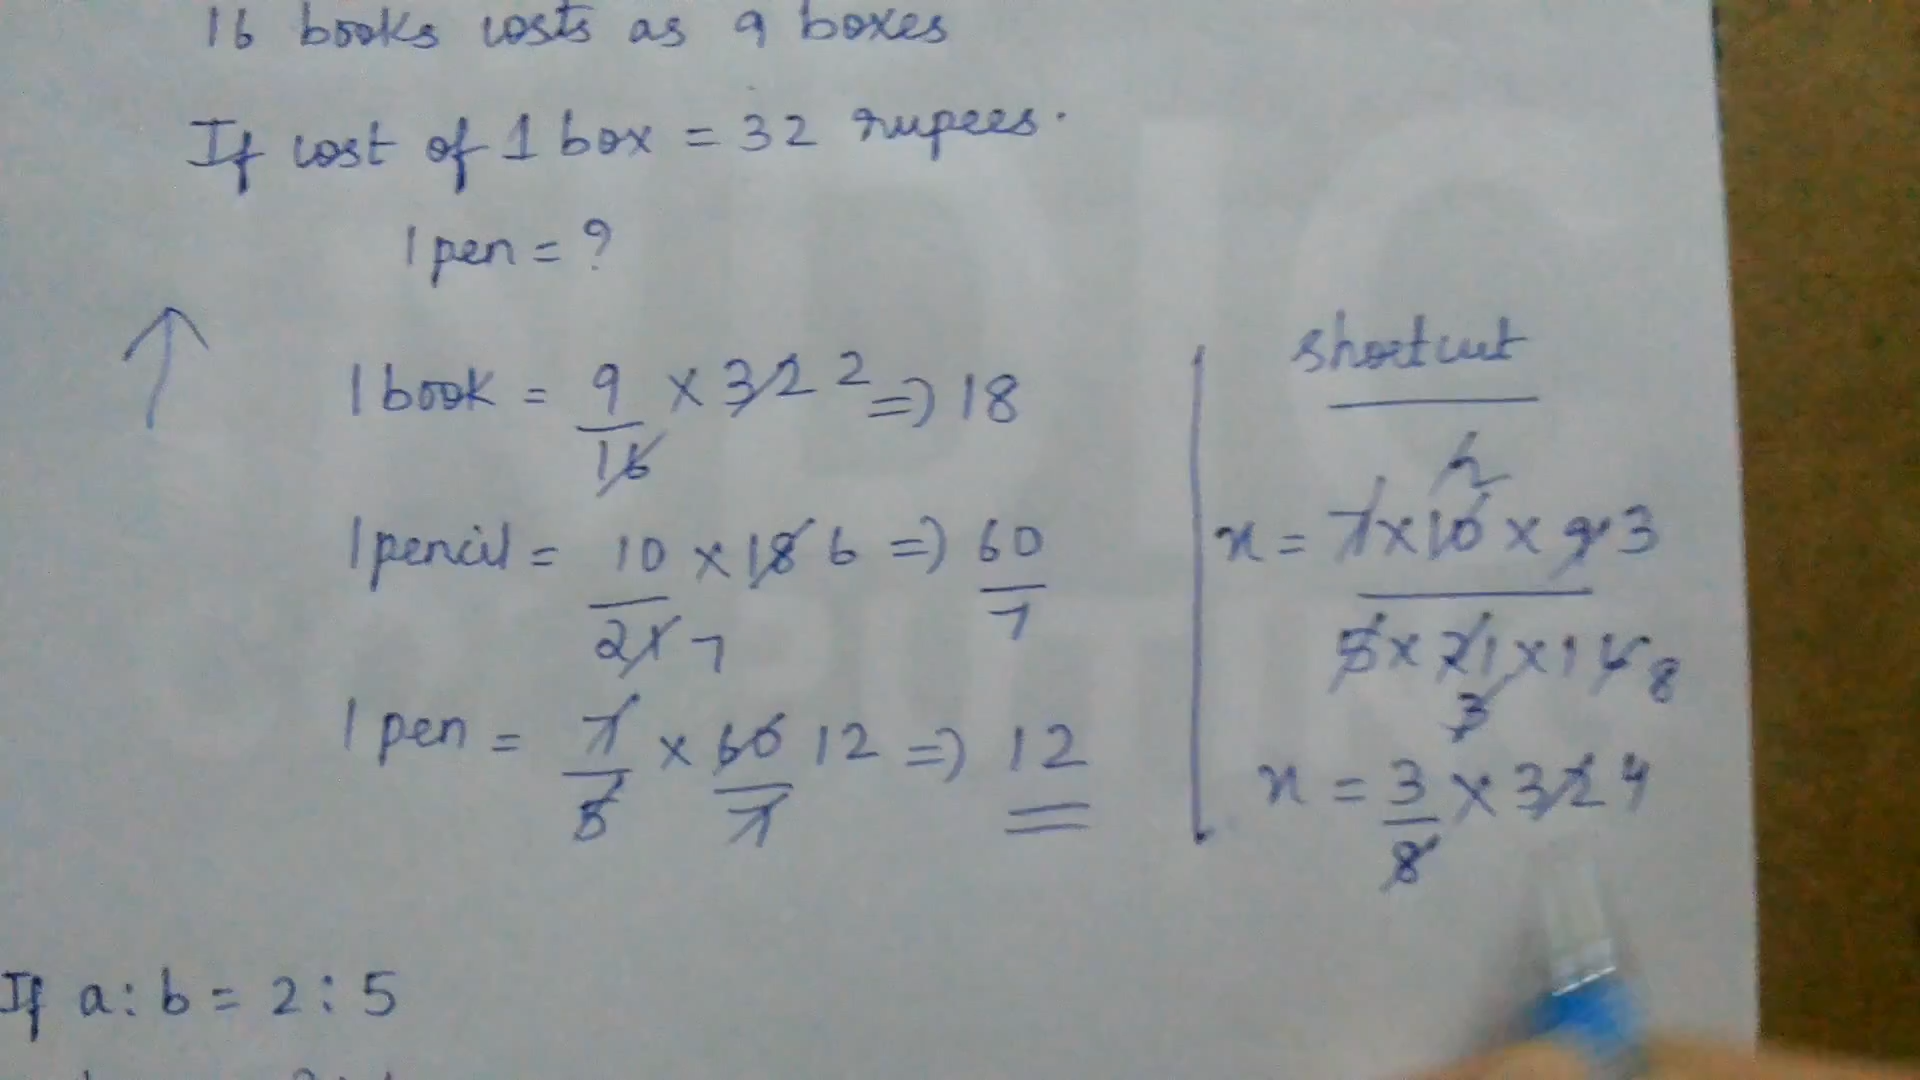 16 books costs as 9 boxes
If cost of 1 box = 32 rupees.
1 pen = ?
1 book = 9/16 × 32 2 => 18
1 pencil = 10/21 7 × 18 6 => 60/7
1 pen = 7/5 × 60/7 12 => 12
shortcut
2
x = 7×10×9 3
5×21×16 8
3
x = 3/8 × 32 4
If a : b = 2 : 5